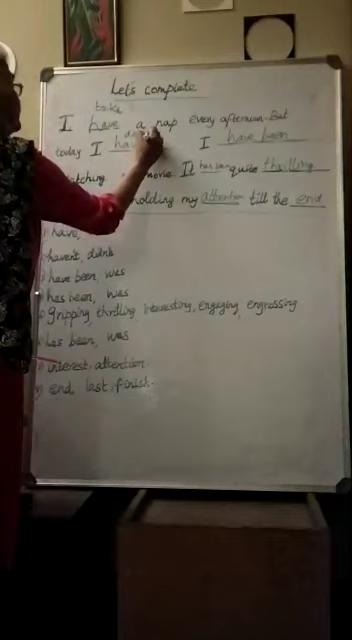 Let's complete
take
I have a nap every afternoon. But
today I I have been
movie. It has been quite thrilling
holding my attention till the end
have,
haven't, didn't
have been, was
has been, was
gripping, thrilling, interesting, engaging, engrossing
has been, was
interest, attention.
end, last, finish.